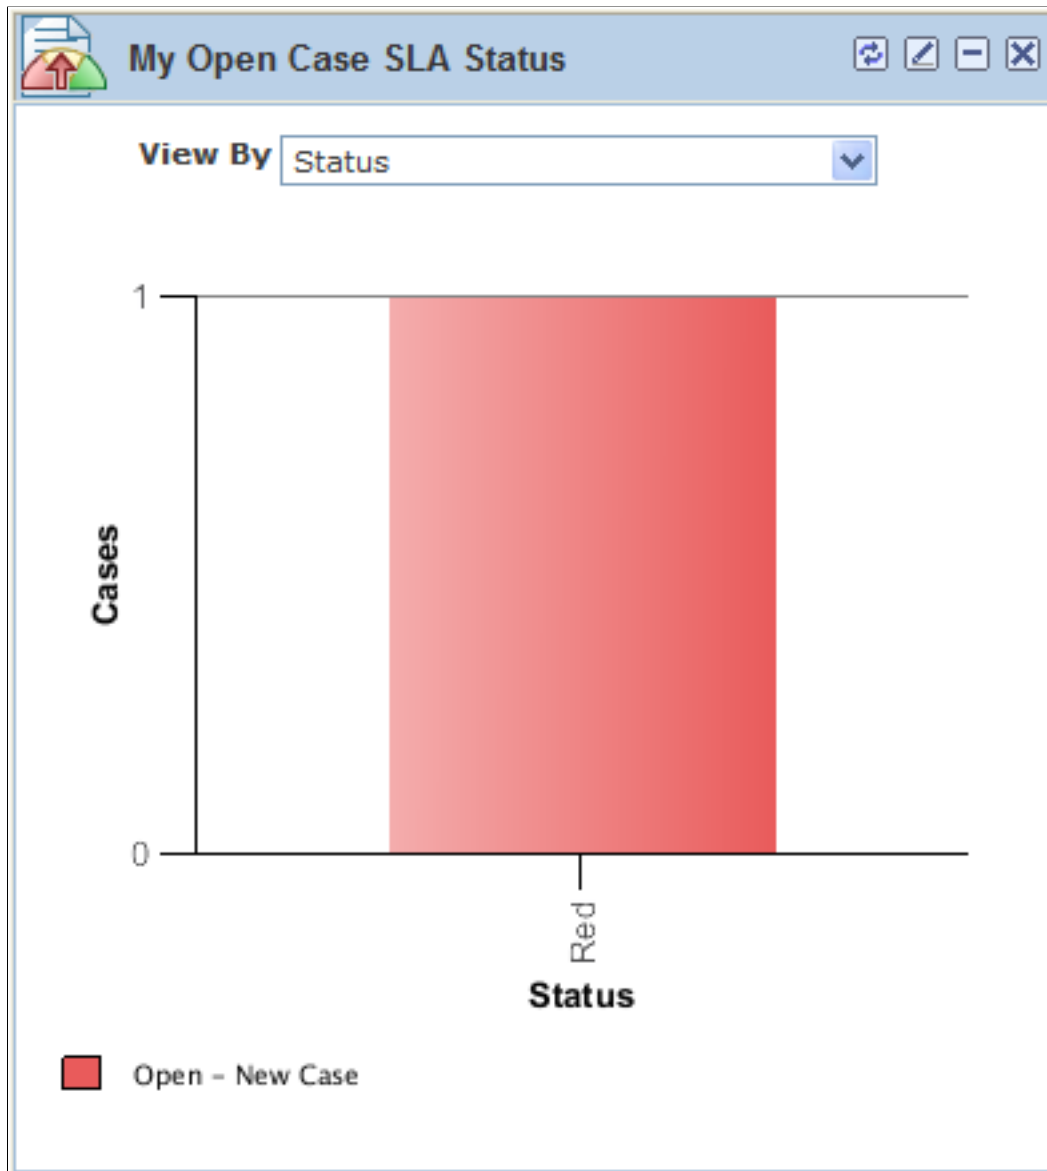 My Open Case SLA Status
View By Status
1
Cases
0
Red
Status
Open – New Case